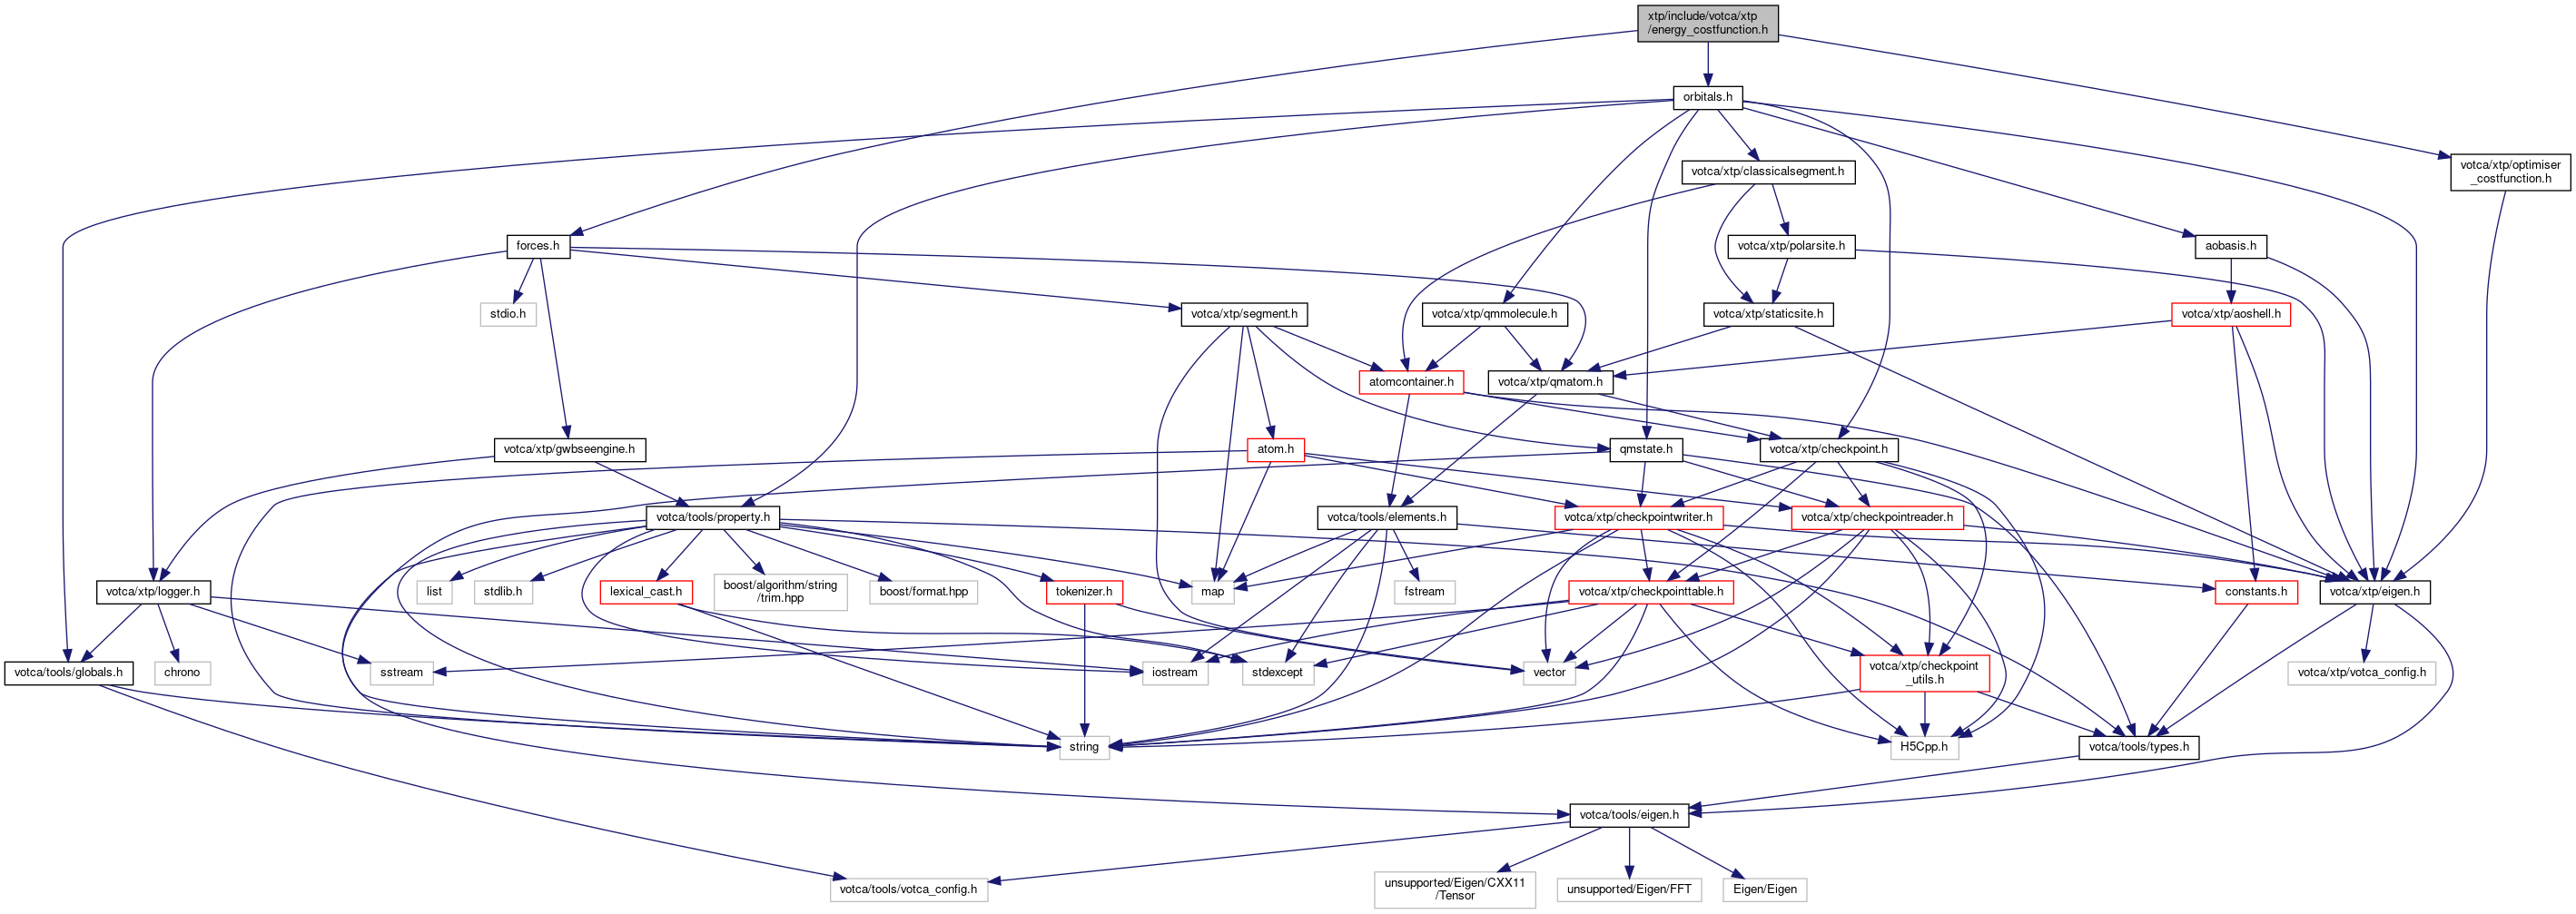 xtp/include/votca/xtp
/energy_costfunction.h
orbitals.h
votca/xtp/optimiser
_costfunction.h
votca/xtp/classicalsegment.h
forces.h
votca/xtp/polarsite.h
aobasis.h
stdio.h
votca/xtp/segment.h
votca/xtp/qmmolecule.h
votca/xtp/staticsite.h
votca/xtp/aoshell.h
atomcontainer.h
votca/xtp/qmatom.h
votca/xtp/gwbseengine.h
atom.h
qmstate.h
votca/xtp/checkpoint.h
votca/tools/property.h
votca/tools/elements.h
votca/xtp/checkpointwriter.h
votca/xtp/checkpointreader.h
votca/xtp/logger.h
list
stdlib.h
lexical_cast.h
boost/algorithm/string
/trim.hpp
boost/format.hpp
tokenizer.h
map
fstream
votca/xtp/checkpointtable.h
constants.h
votca/xtp/eigen.h
votca/tools/globals.h
chrono
sstream
iostream
stdexcept
vector
votca/xtp/checkpoint
_utils.h
votca/xtp/votca_config.h
string
H5Cpp.h
votca/tools/types.h
votca/tools/eigen.h
votca/tools/votca_config.h
unsupported/Eigen/CXX11
/Tensor
unsupported/Eigen/FFT
Eigen/Eigen